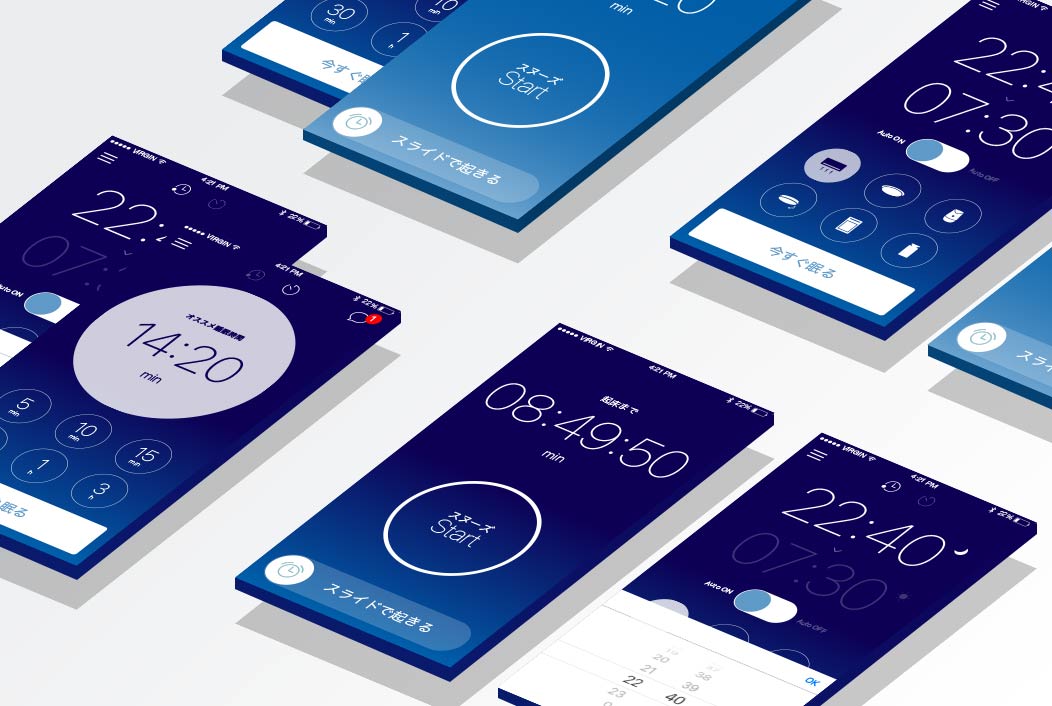 30
min
10
1
h
今すぐ
min
スヌーズ
Start
スライドで起きる
22:4
07:30
Auto ON
Auto OFF
今すぐ眠る
VIRGIN
4:21 PM
22%
22:
07:
Auto ON
VIRGIN
4:21 PM
22%
1
オススメ睡眠時間
14:20
min
5
min
10
min
15
min
1
h
3
h
眠る
VIRGIN
4:21 PM
22%
起床まで
08:49:50
min
スヌーズ
Start
スライドで起きる
スライ
VIRGIN
4:21 PM
22%
22:40
07:30
Auto ON
Auto OFF
OK
20
21
38
22
39
23
40